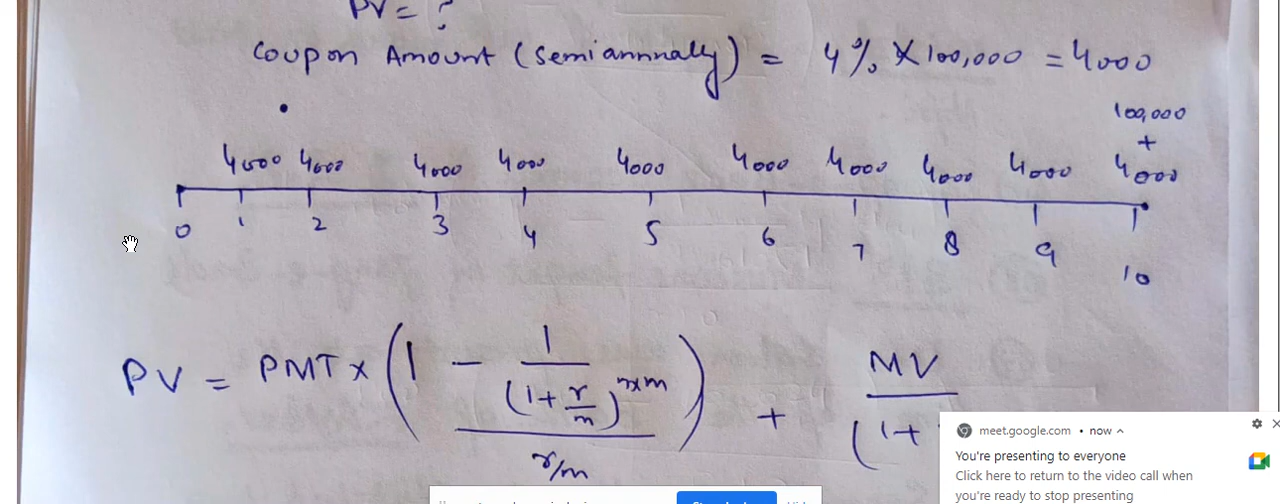 PV = ?
Coupon Amount (Semiannnaly) = 4% × 100,000 = 4000
100,000
+
4000 4000 4000 4000 4000 4000 4000 4000 4000 4000
0 1 2 3 4 5 6 7 8 9 10
PV = PMT × (1 - 1/(1 + r/m)^n×m / r/m) + MV/(1+
meet.google.com • now
You're presenting to everyone
Click here to return to the video call when
you're ready to stop presenting